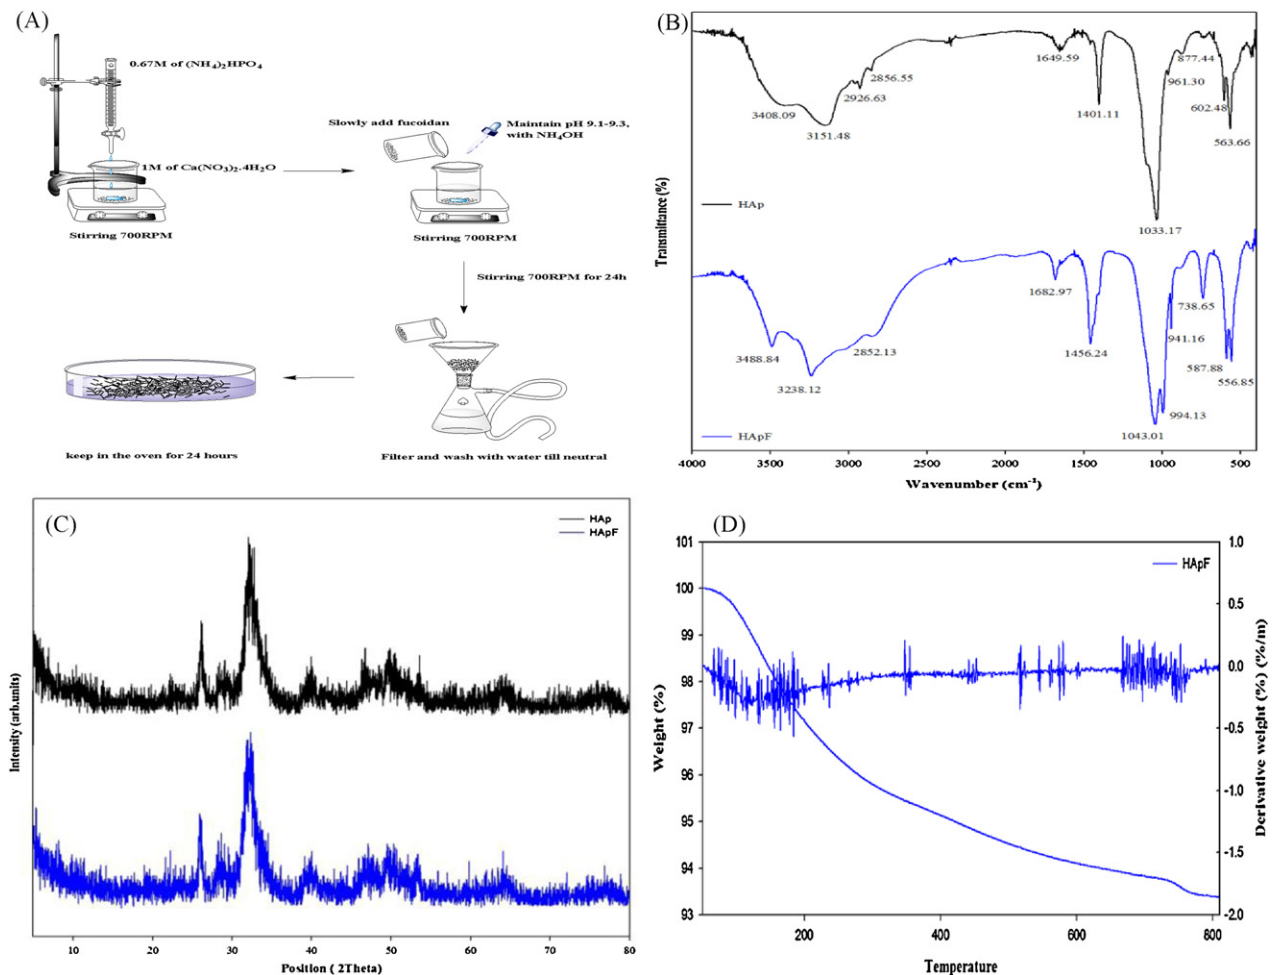 (A)
0.67M of (NH₄)₂HPO₄
1M of Ca(NO₃)₂.4H₂O
Stirring 700RPM
Slowly add fucoidan
Maintain pH 9.1-9.3,
with NH₄OH
Stirring 700RPM
Stirring 700RPM for 24h
Filter and wash with water till neutral
keep in the oven for 24 hours
(B)
Transmittance (%)
3408.09
3151.48
2926.63
2856.55
1649.59
1401.11
1033.17
961.30
877.44
602.48
563.66
HAp
3488.84
3238.12
2852.13
1682.97
1456.24
1043.01
994.13
941.16
738.65
587.88
556.85
HApF
4000 3500 3000 2500 2000 1500 1000 500
Wavenumber (cm⁻¹)
(C)
HAp
HApF
Intensity (arb.units)
10 20 30 40 50 60 70 80
Position ( 2Theta)
(D)
HApF
Weight (%)
101
100
99
98
97
96
95
94
93
1.0
0.5
0.0
-0.5
-1.0
-1.5
-2.0
Derivative weight (%) (%/m)
200 400 600 800
Temperature